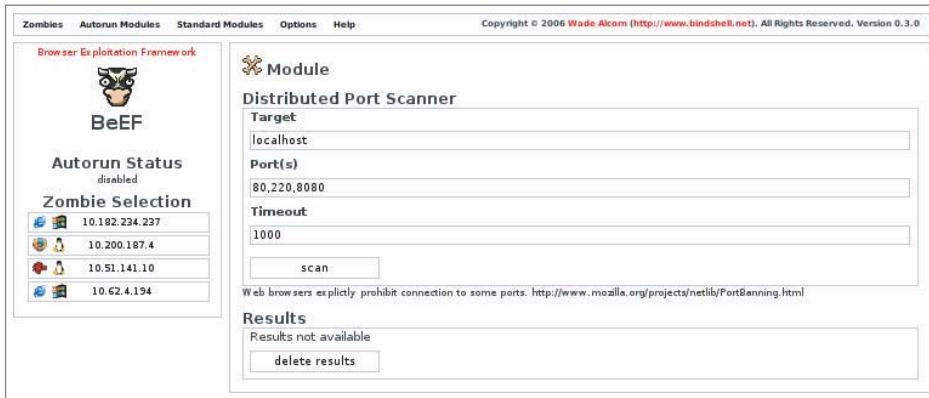 Zombies Autorun Modules Standard Modules Options Help Copyright © 2006 Wade Alcorn (http://www.bindshell.net). All Rights Reserved. Version 0.3.0
Browser Exploitation Framework
BeEF
Autorun Status
disabled
Zombie Selection
10.182.234.237
10.200.187.4
10.51.141.10
10.62.4.194
Module
Distributed Port Scanner
Target
localhost
Port(s)
80,220,8080
Timeout
1000
scan
Web browsers explictly prohibit connection to some ports. http://www.mozilla.org/projects/netlib/PortBanning.html
Results
Results not available
delete results